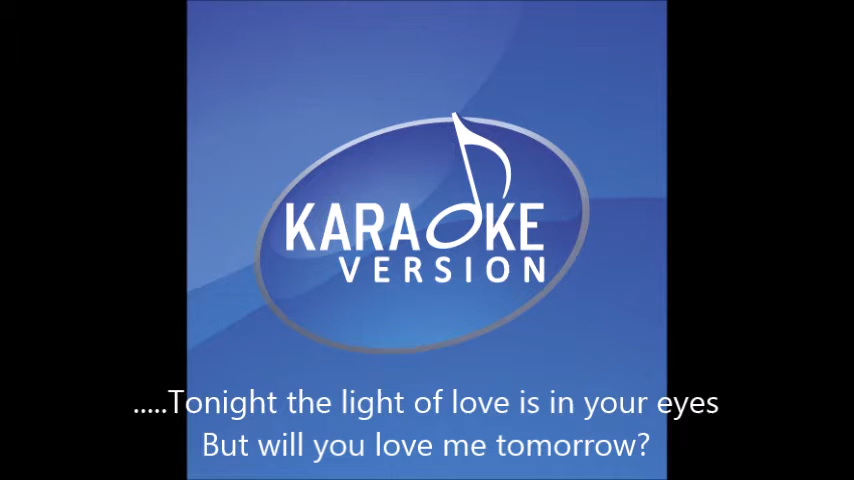 KARAOKE
VERSION
.....Tonight the light of love is in your eyes
But will you love me tomorrow?